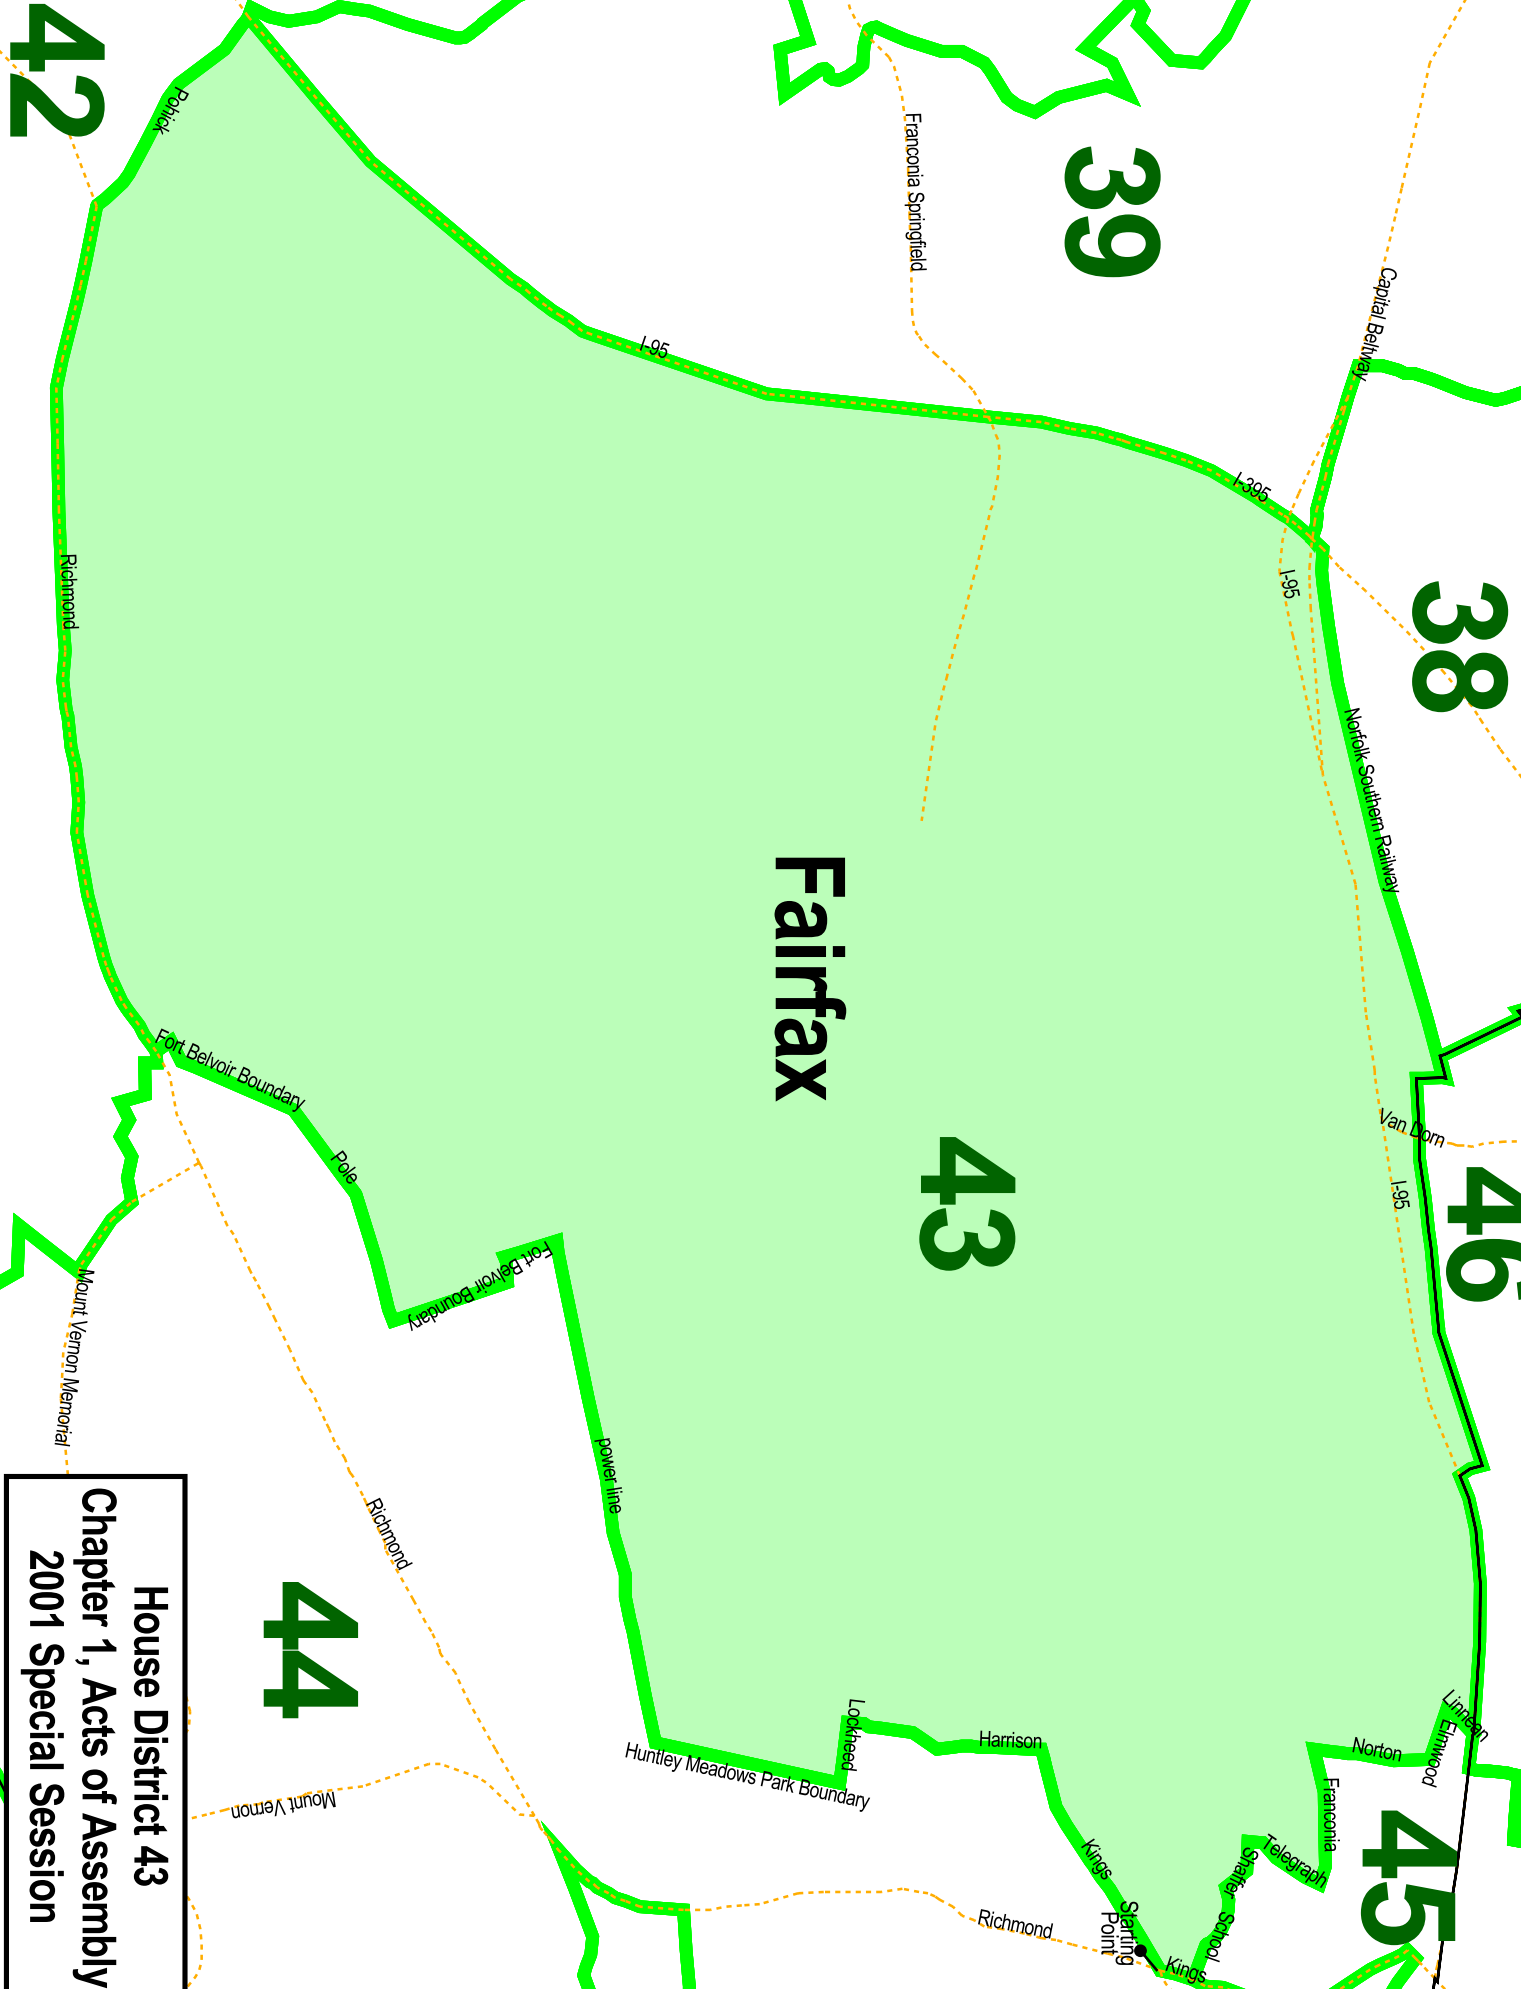 45
Starting
Point
Kings
School
Shaffer
Telegraph
Franconia
Norton
Elmwood
Linnean
46
Van Dorn
I-95
Norfolk Southern Railway
38
I-95
I-395
Capital Beltway
39
Franconia Springfield
I-95
Fairfax
43
Kings
Harrison
Lockheed
Huntley Meadows Park Boundary
Richmond
power line
Fort Belvoir Boundary
Pole
Fort Belvoir Boundary
Richmond
Pohick
42
Richmond
44
Mount Vernon
Mount Vernon Memorial
House District 43
Chapter 1, Acts of Assembly
2001 Special Session